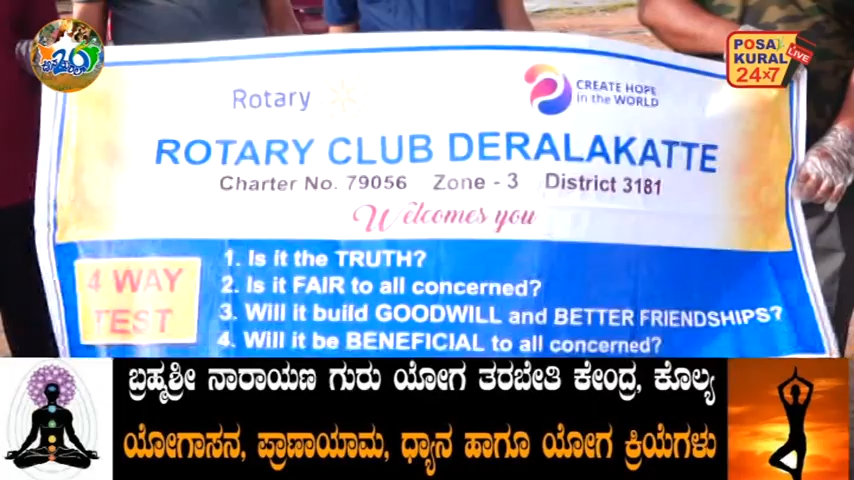 20
POSA
KURAL
24x7
LIVE
Rotary
CREATE HOPE
in the WORLD
ROTARY CLUB DERALAKATTE
Charter No. 79056 Zone - 3 District 3181
Welcomes you
4 WAY
TEST
1. Is it the TRUTH?
2. Is it FAIR to all concerned?
3. Will it build GOODWILL and BETTER FRIENDSHIPS?
4. Will it be BENEFICIAL to all concerned?
ಬ್ರಹ್ಮಶ್ರೀ ನಾರಾಯಣ ಗುರು ಯೋಗ ತರಬೇತಿ ಕೇಂದ್ರ, ಕೊಲ್ಯ
ಯೋಗಾಸನ, ಪ್ರಾಣಾಯಾಮ, ಧ್ಯಾನ ಹಾಗೂ ಯೋಗ ಕ್ರಿಯೆಗಳು